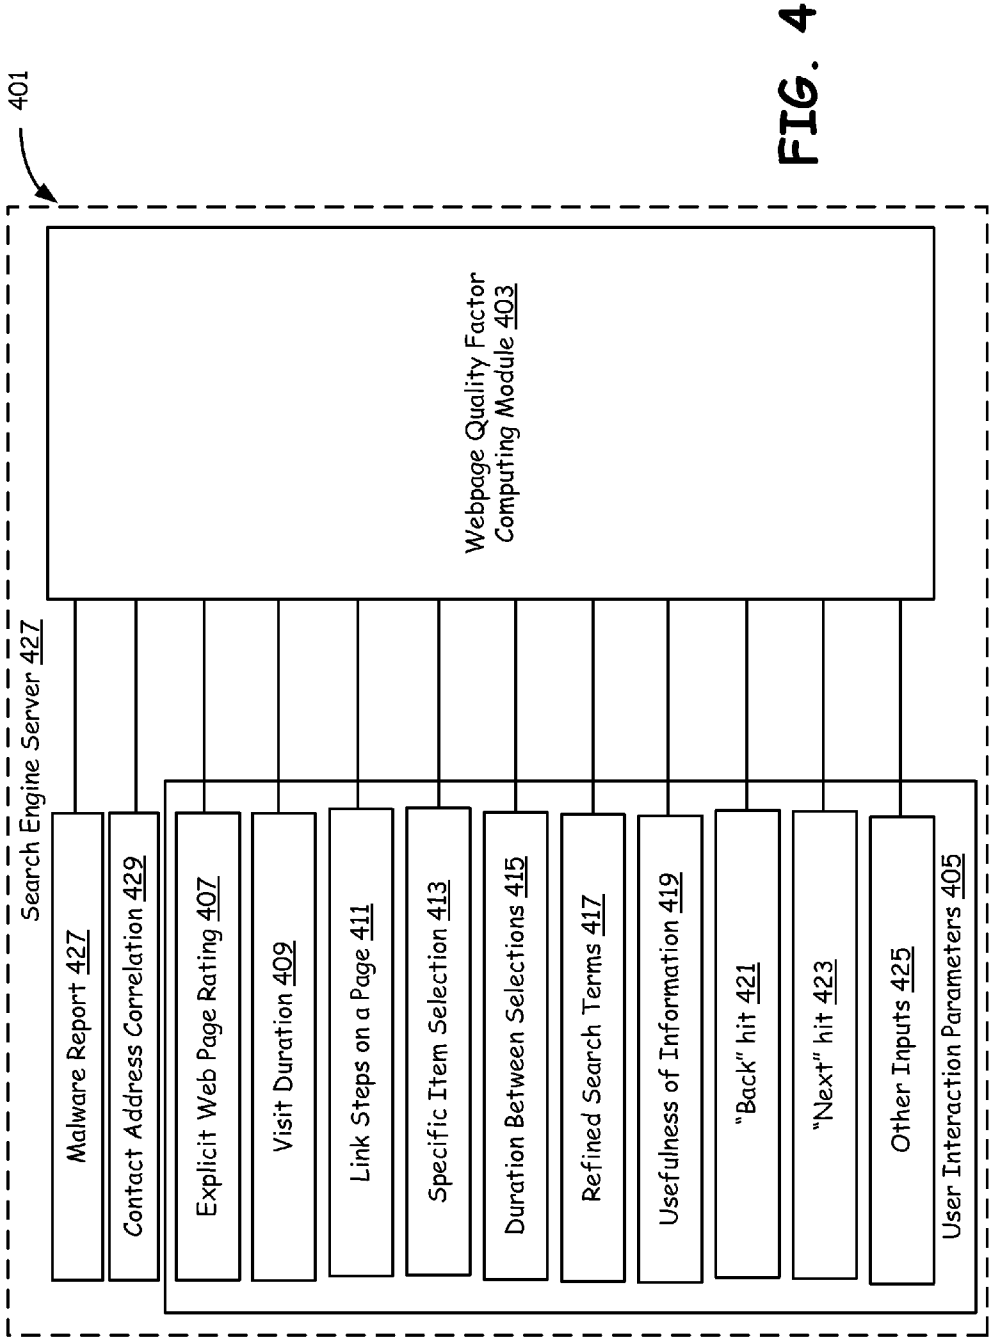 401
Search Engine Server 427
Malware Report 427
Contact Address Correlation 429
Explicit Web Page Rating 407
Visit Duration 409
Link Steps on a Page 411
Specific Item Selection 413
Duration Between Selections 415
Refined Search Terms 417
Usefulness of Information 419
“Back” hit 421
“Next” hit 423
Other Inputs 425
User Interaction Parameters 405
Webpage Quality Factor
Computing Module 403
FIG. 4